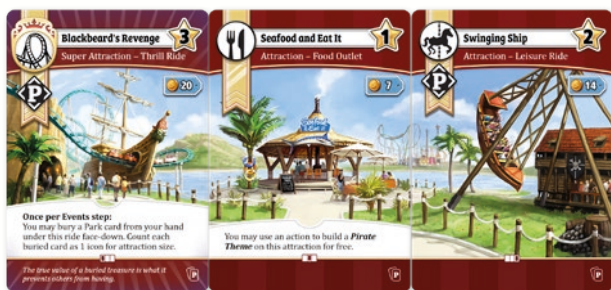 Blackbeard's Revenge
3
Super Attraction – Thrill Ride
P
20
Once per Events step:
You may bury a Park card from your hand
under this ride face-down. Count each
buried card as 1 icon for attraction size.
The true value of a buried treasure is what it
prevents others from having.
P
Seafood and Eat It
1
Attraction – Food Outlet
7
Seafood
& Eat It
You may use an action to build a Pirate
Theme on this attraction for free.
P
Swinging Ship
2
Attraction – Leisure Ride
P
14
P